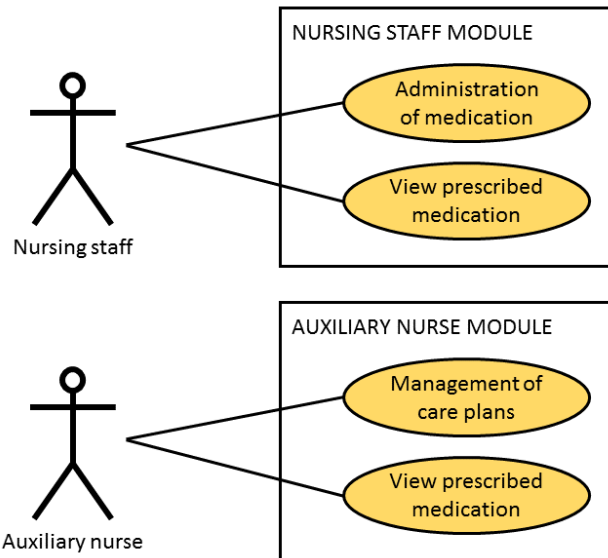 NURSING STAFF MODULE
Administration
of medication
View prescribed
medication
Nursing staff
AUXILIARY NURSE MODULE
Management of
care plans
View prescribed
medication
Auxiliary nurse